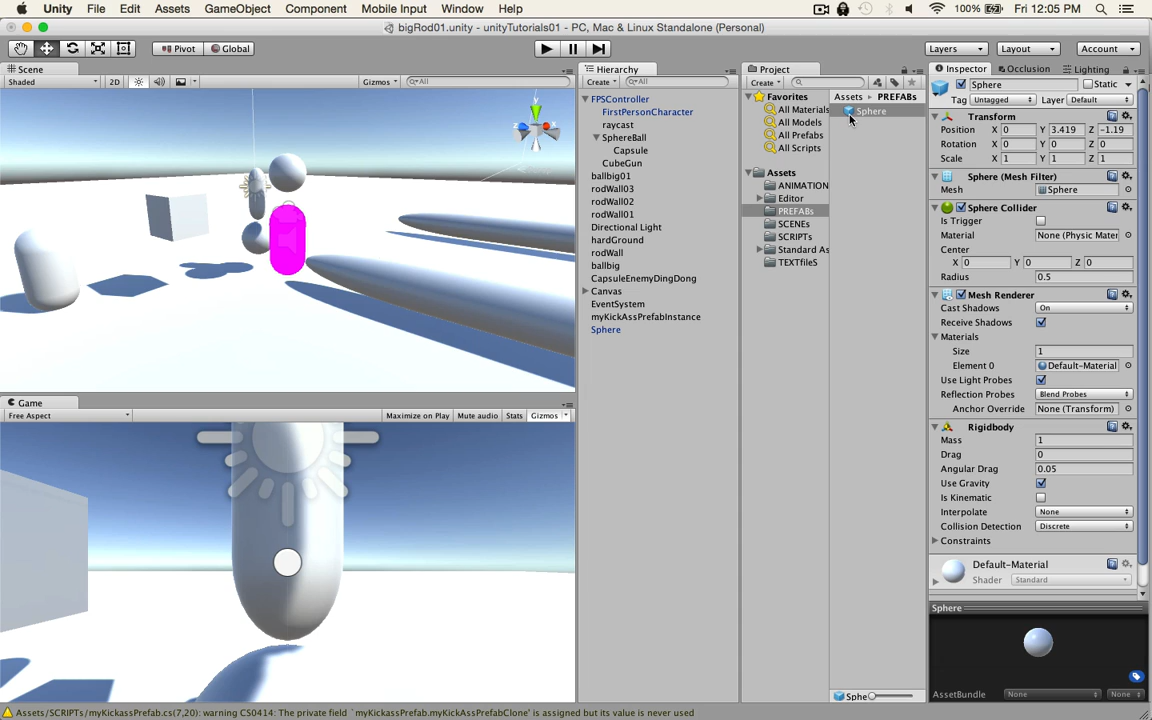 Unity File Edit Assets GameObject Component Mobile Input Window Help 100% Fri 12:05 PM
bigRod01.unity - unityTutorials01 - PC, Mac & Linux Standalone (Personal)
Pivot Global Layers Layout Account
Scene
Shaded 2D Gizmos All
Hierarchy
Create All
FPSController
FirstPersonCharacter
raycast
SphereBall
Capsule
CubeGun
ballbig01
rodWall03
rodWall02
rodWall01
Directional Light
hardGround
rodWall
ballbig
CapsuleEnemyDingDong
Canvas
EventSystem
myKickAssPrefabInstance
Sphere
Project
Create
Favorites
All Materials
All Models
All Prefabs
All Scripts
Assets
ANIMATION
Editor
PREFABs
SCENEs
SCRIPTs
Standard As
TEXTfileS
Assets PREFABs
Sphere
Sphe
Inspector Occlusion Lighting
Sphere Static
Tag Untagged Layer Default
Transform
Position X 0 Y 3.419 Z -1.19
Rotation X 0 Y 0 Z 0
Scale X 1 Y 1 Z 1
Sphere (Mesh Filter)
Mesh Sphere
Sphere Collider
Is Trigger
Material None (Physic Mater
Center
X 0 Y 0 Z 0
Radius 0.5
Mesh Renderer
Cast Shadows On
Receive Shadows
Materials
Size 1
Element 0 Default-Material
Use Light Probes
Reflection Probes Blend Probes
Anchor Override None (Transform)
Rigidbody
Mass 1
Drag 0
Angular Drag 0.05
Use Gravity
Is Kinematic
Interpolate None
Collision Detection Discrete
Constraints
Default-Material
Shader Standard
Sphere
AssetBundle None None
Game
Free Aspect Maximize on Play Mute audio Stats Gizmos
Assets/SCRIPTs/myKickassPrefab.cs(7,20): warning CS0414: The private field `myKickassPrefab.myKickAssPrefabClone' is assigned but its value is never used